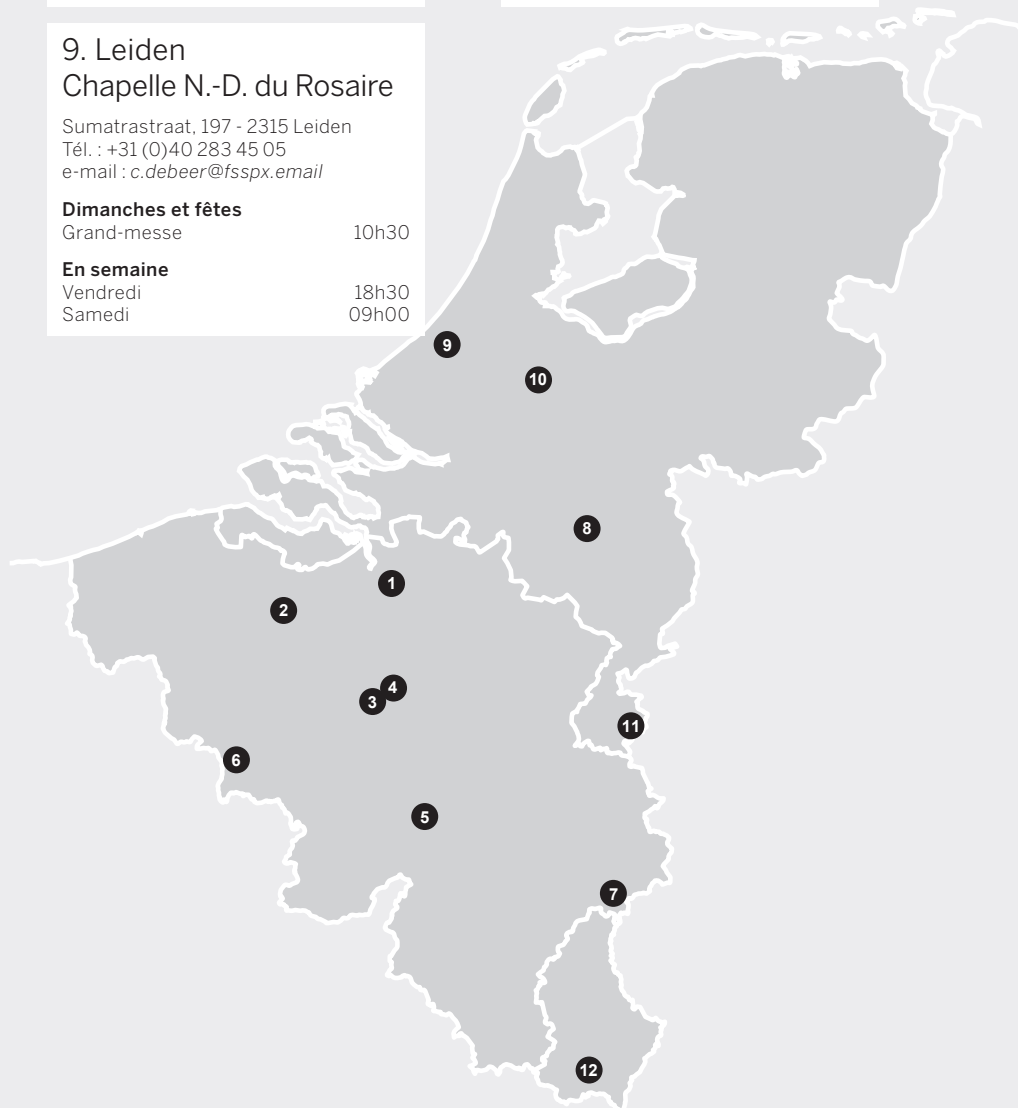 9. Leiden
Chapelle N.-D. du Rosaire
Sumatrastraat, 197 - 2315 Leiden
Tél. : +31 (0)40 283 45 05
e-mail : c.debeer@fsspx.email
Dimanches et fêtes
Grand-messe 10h30
En semaine
Vendredi 18h30
Samedi 09h00
9
10
8
1
2
4
3
11
6
5
7
12